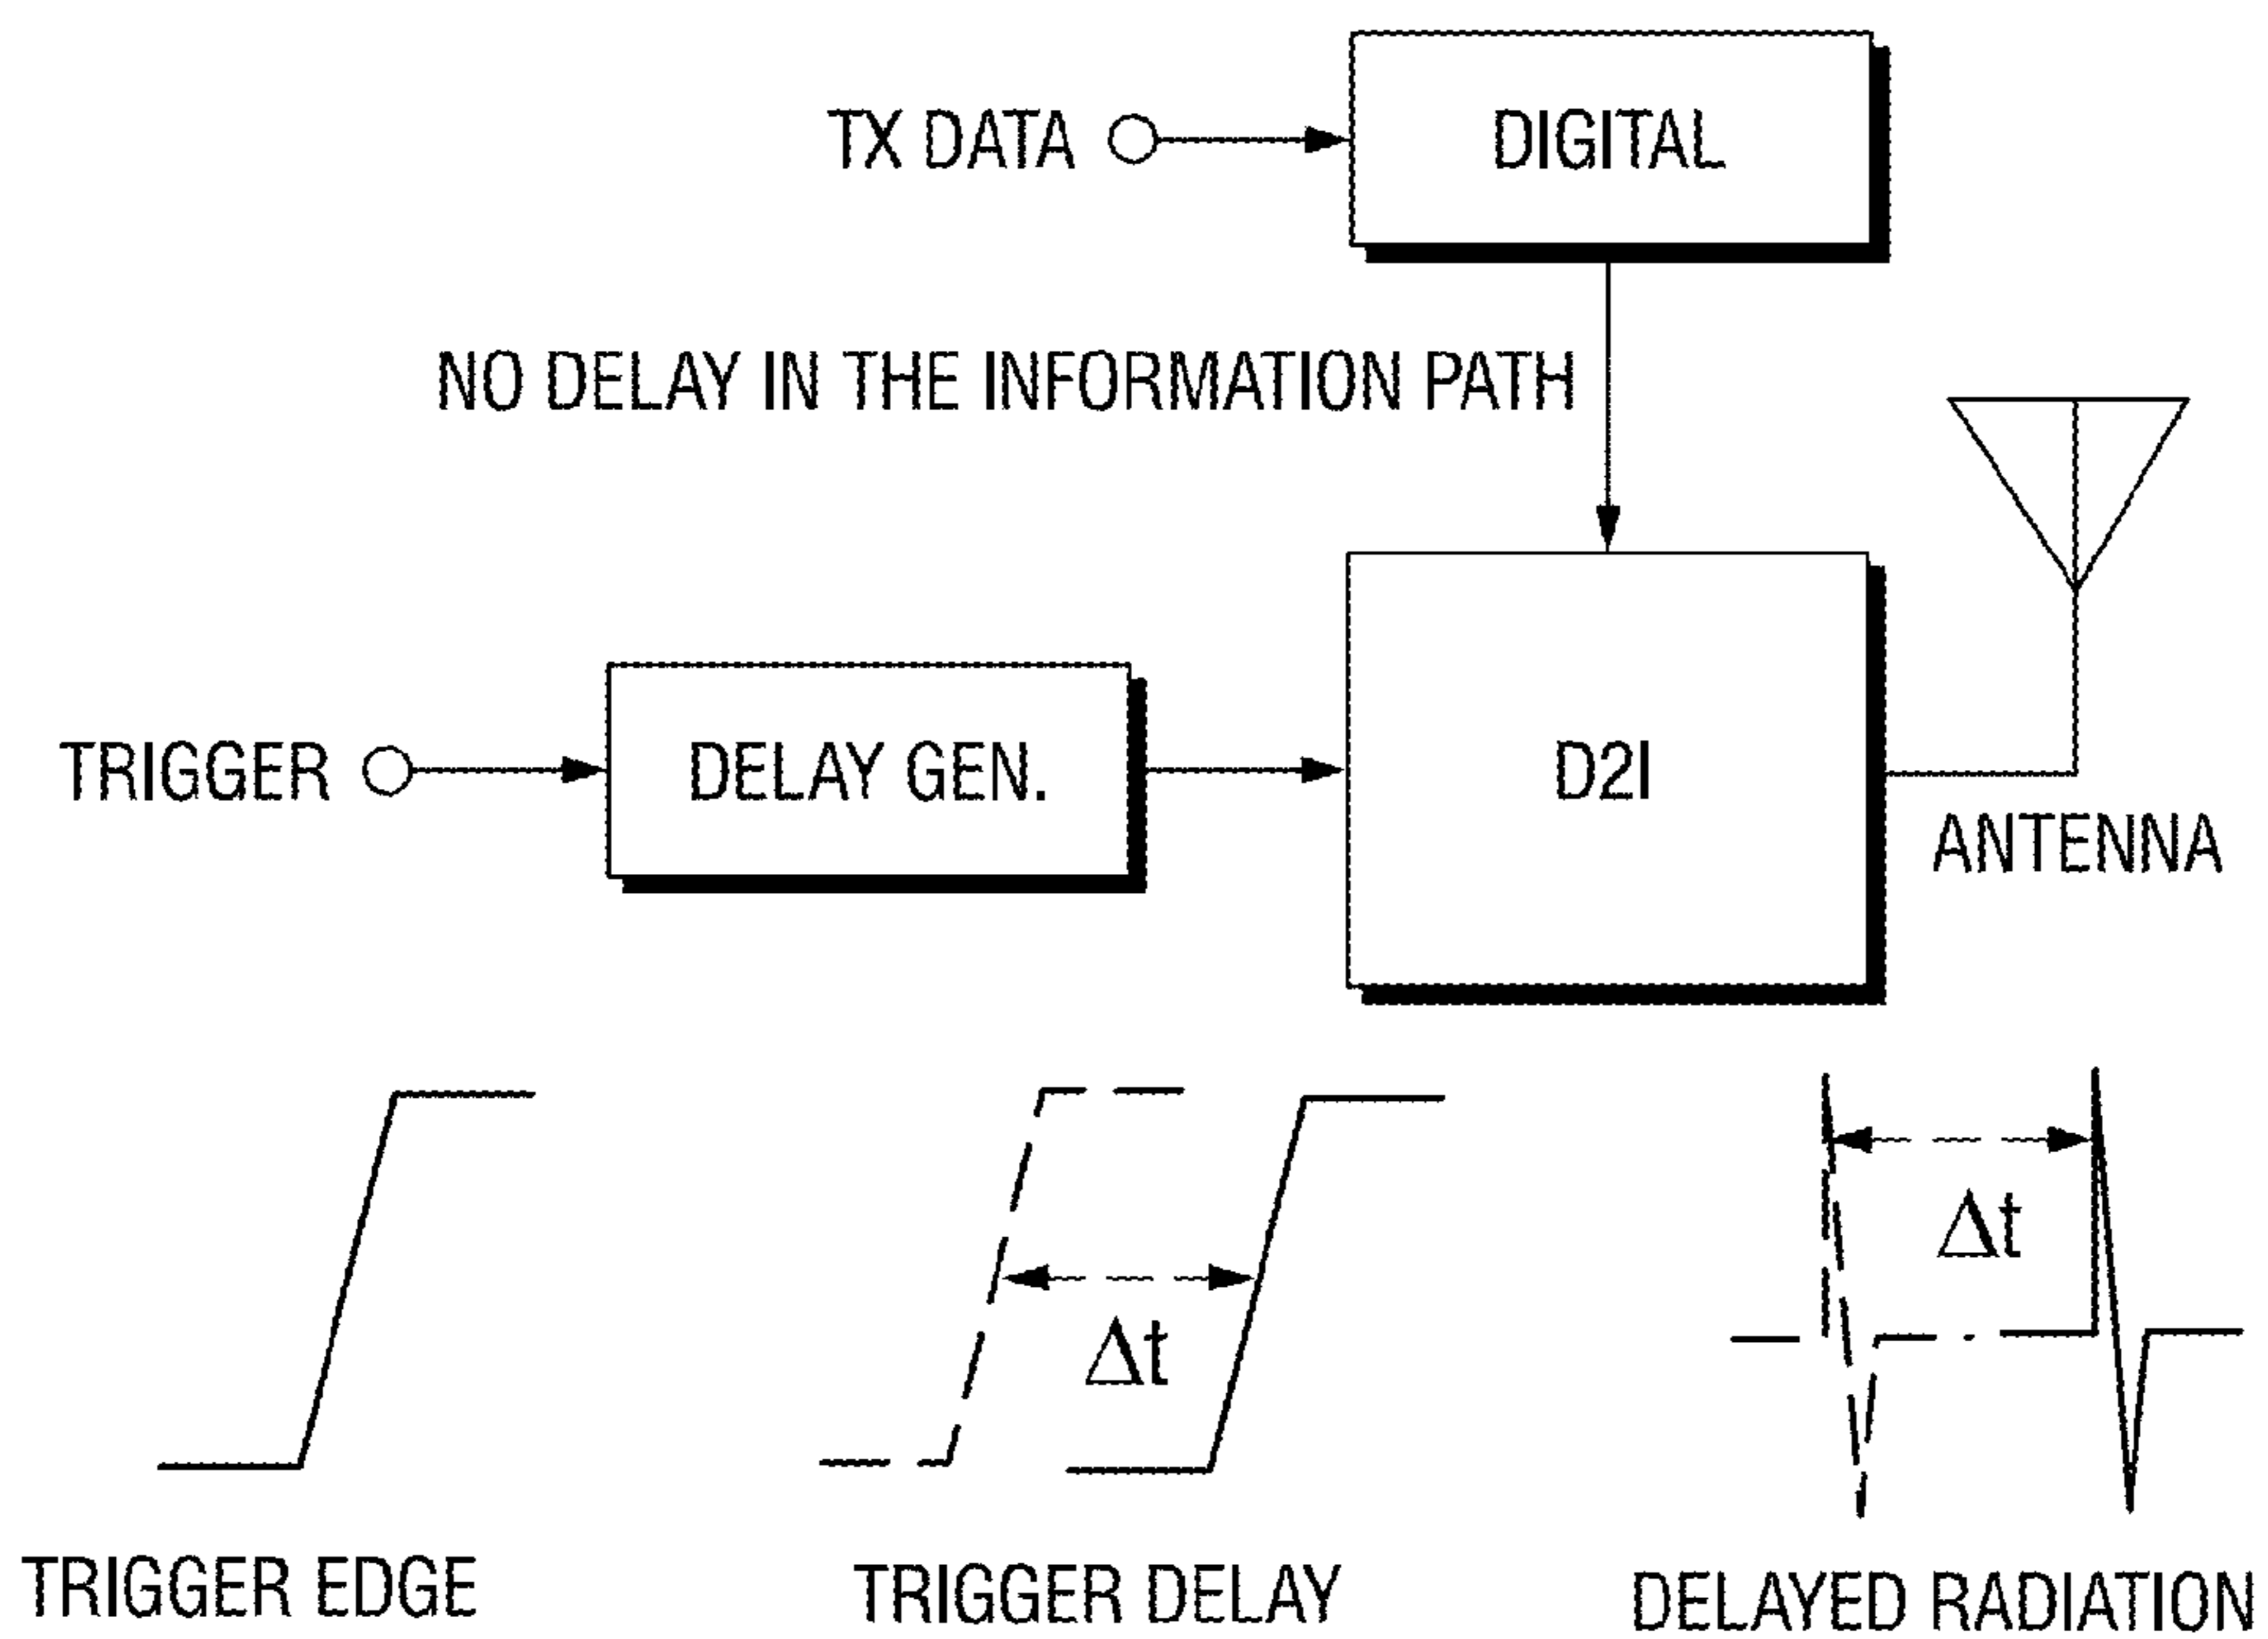 TX DATA
DIGITAL
NO DELAY IN THE INFORMATION PATH
TRIGGER
DELAY GEN.
D2I
ANTENNA
Δt
Δt
TRIGGER EDGE
TRIGGER DELAY
DELAYED RADIATION